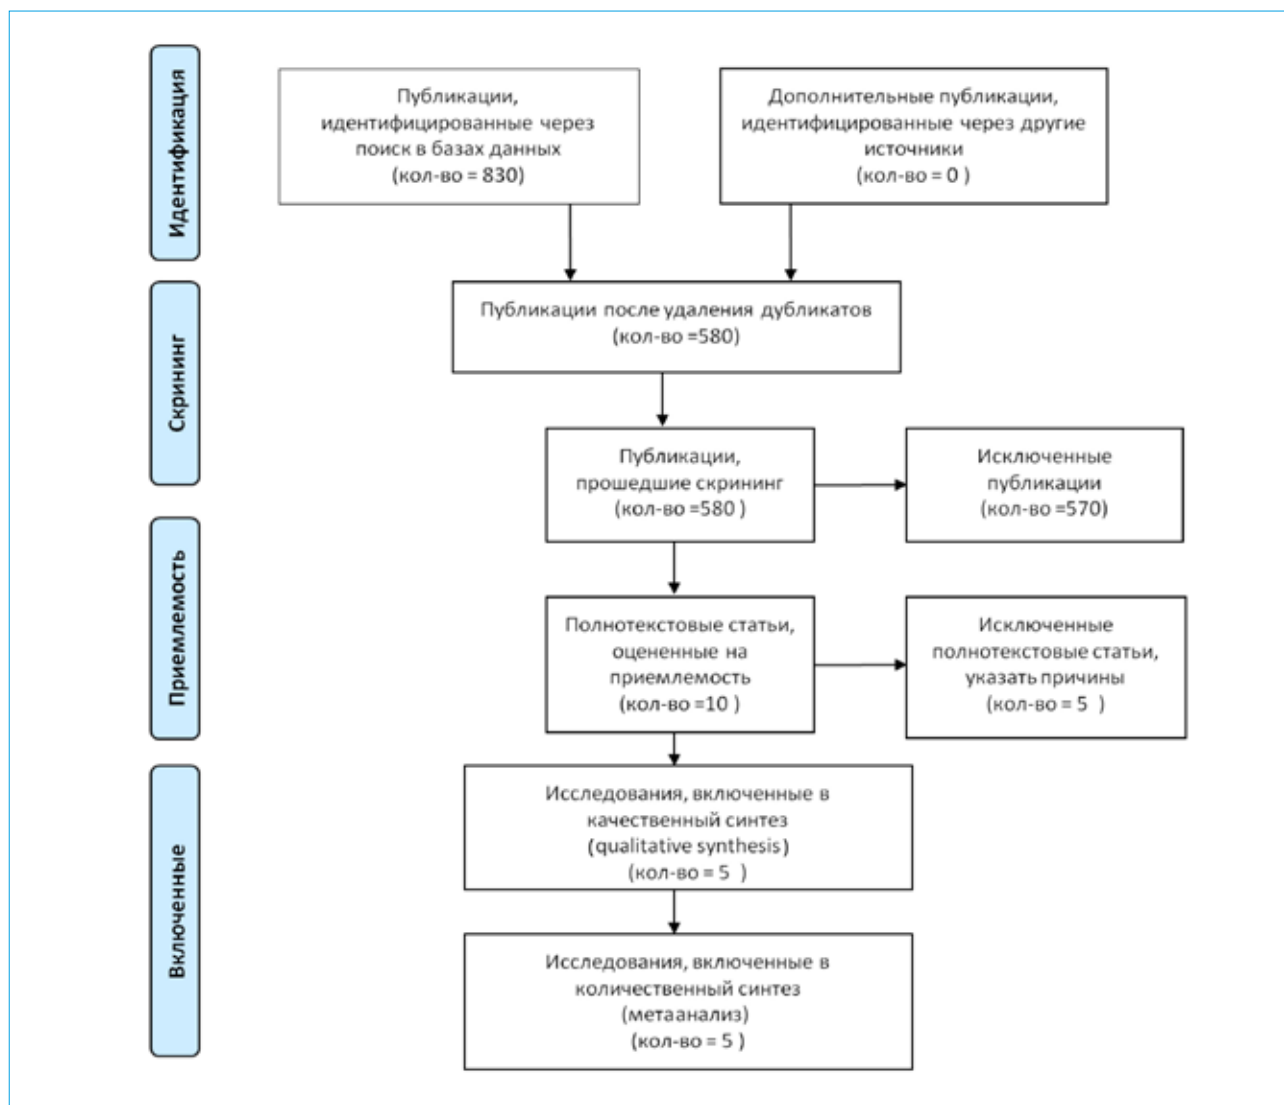 Идентификация
Публикации,
идентифицированные через
поиск в базах данных
(кол-во = 830)
Дополнительные публикации,
идентифицированные через другие
источники
(кол-во = 0 )
Скрининг
Публикации после удаления дубликатов
(кол-во =580)
Публикации,
прошедшие скрининг
(кол-во =580 )
Исключенные
публикации
(кол-во =570)
Приемлемость
Полнотекстовые статьи,
оцененные на
приемлемость
(кол-во =10 )
Исключенные
полнотекстовые статьи,
указать причины
(кол-во = 5 )
Включенные
Исследования, включенные в
качественный синтез
(qualitative synthesis)
(кол-во = 5 )
Исследования, включенные в
количественный синтез
(метаанализ)
(кол-во = 5 )